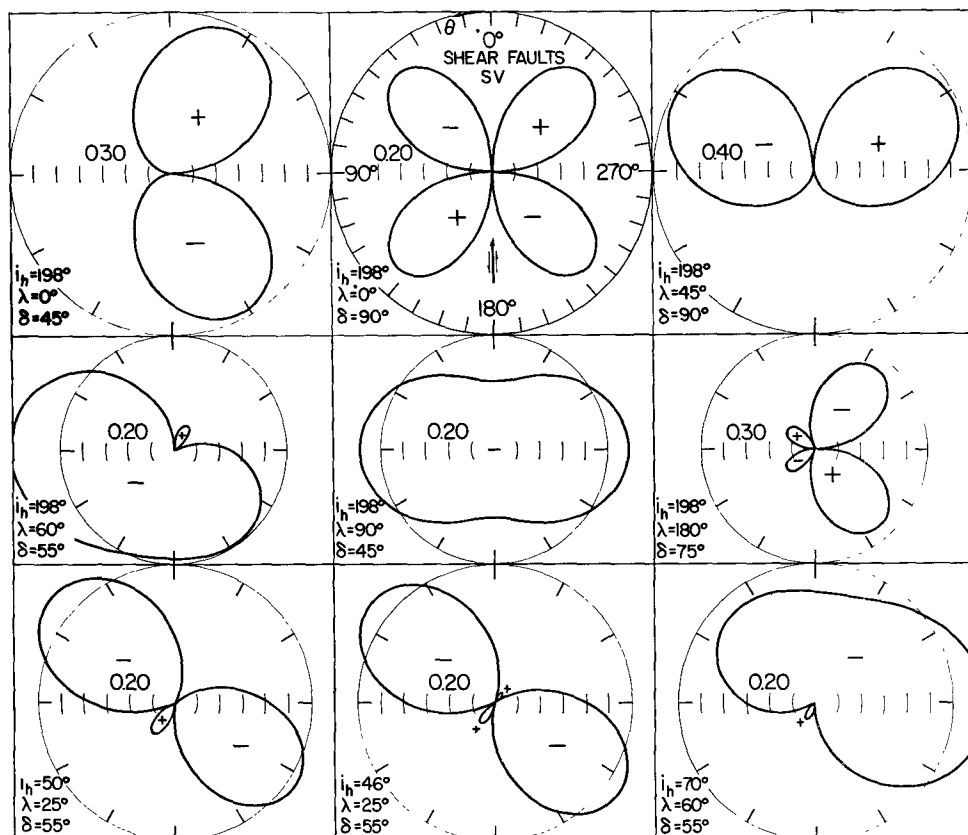 +
0.30
−
i_h=198°
λ=0°
δ=45°
θ
0°
SHEAR FAULTS
SV
−
+
0.20
90°
270°
+
−
180°
i_h=198°
λ=0°
δ=90°
−
+
0.40
i_h=198°
λ=45°
δ=90°
+
0.20
−
i_h=198°
λ=60°
δ=55°
0.20
−
i_h=198°
λ=90°
δ=45°
−
+
0.30
−
+
i_h=198°
λ=180°
δ=75°
−
0.20
+
−
i_h=50°
λ=25°
δ=55°
−
0.20
+
+
−
i_h=46°
λ=25°
δ=55°
−
0.20
+
i_h=70°
λ=60°
δ=55°